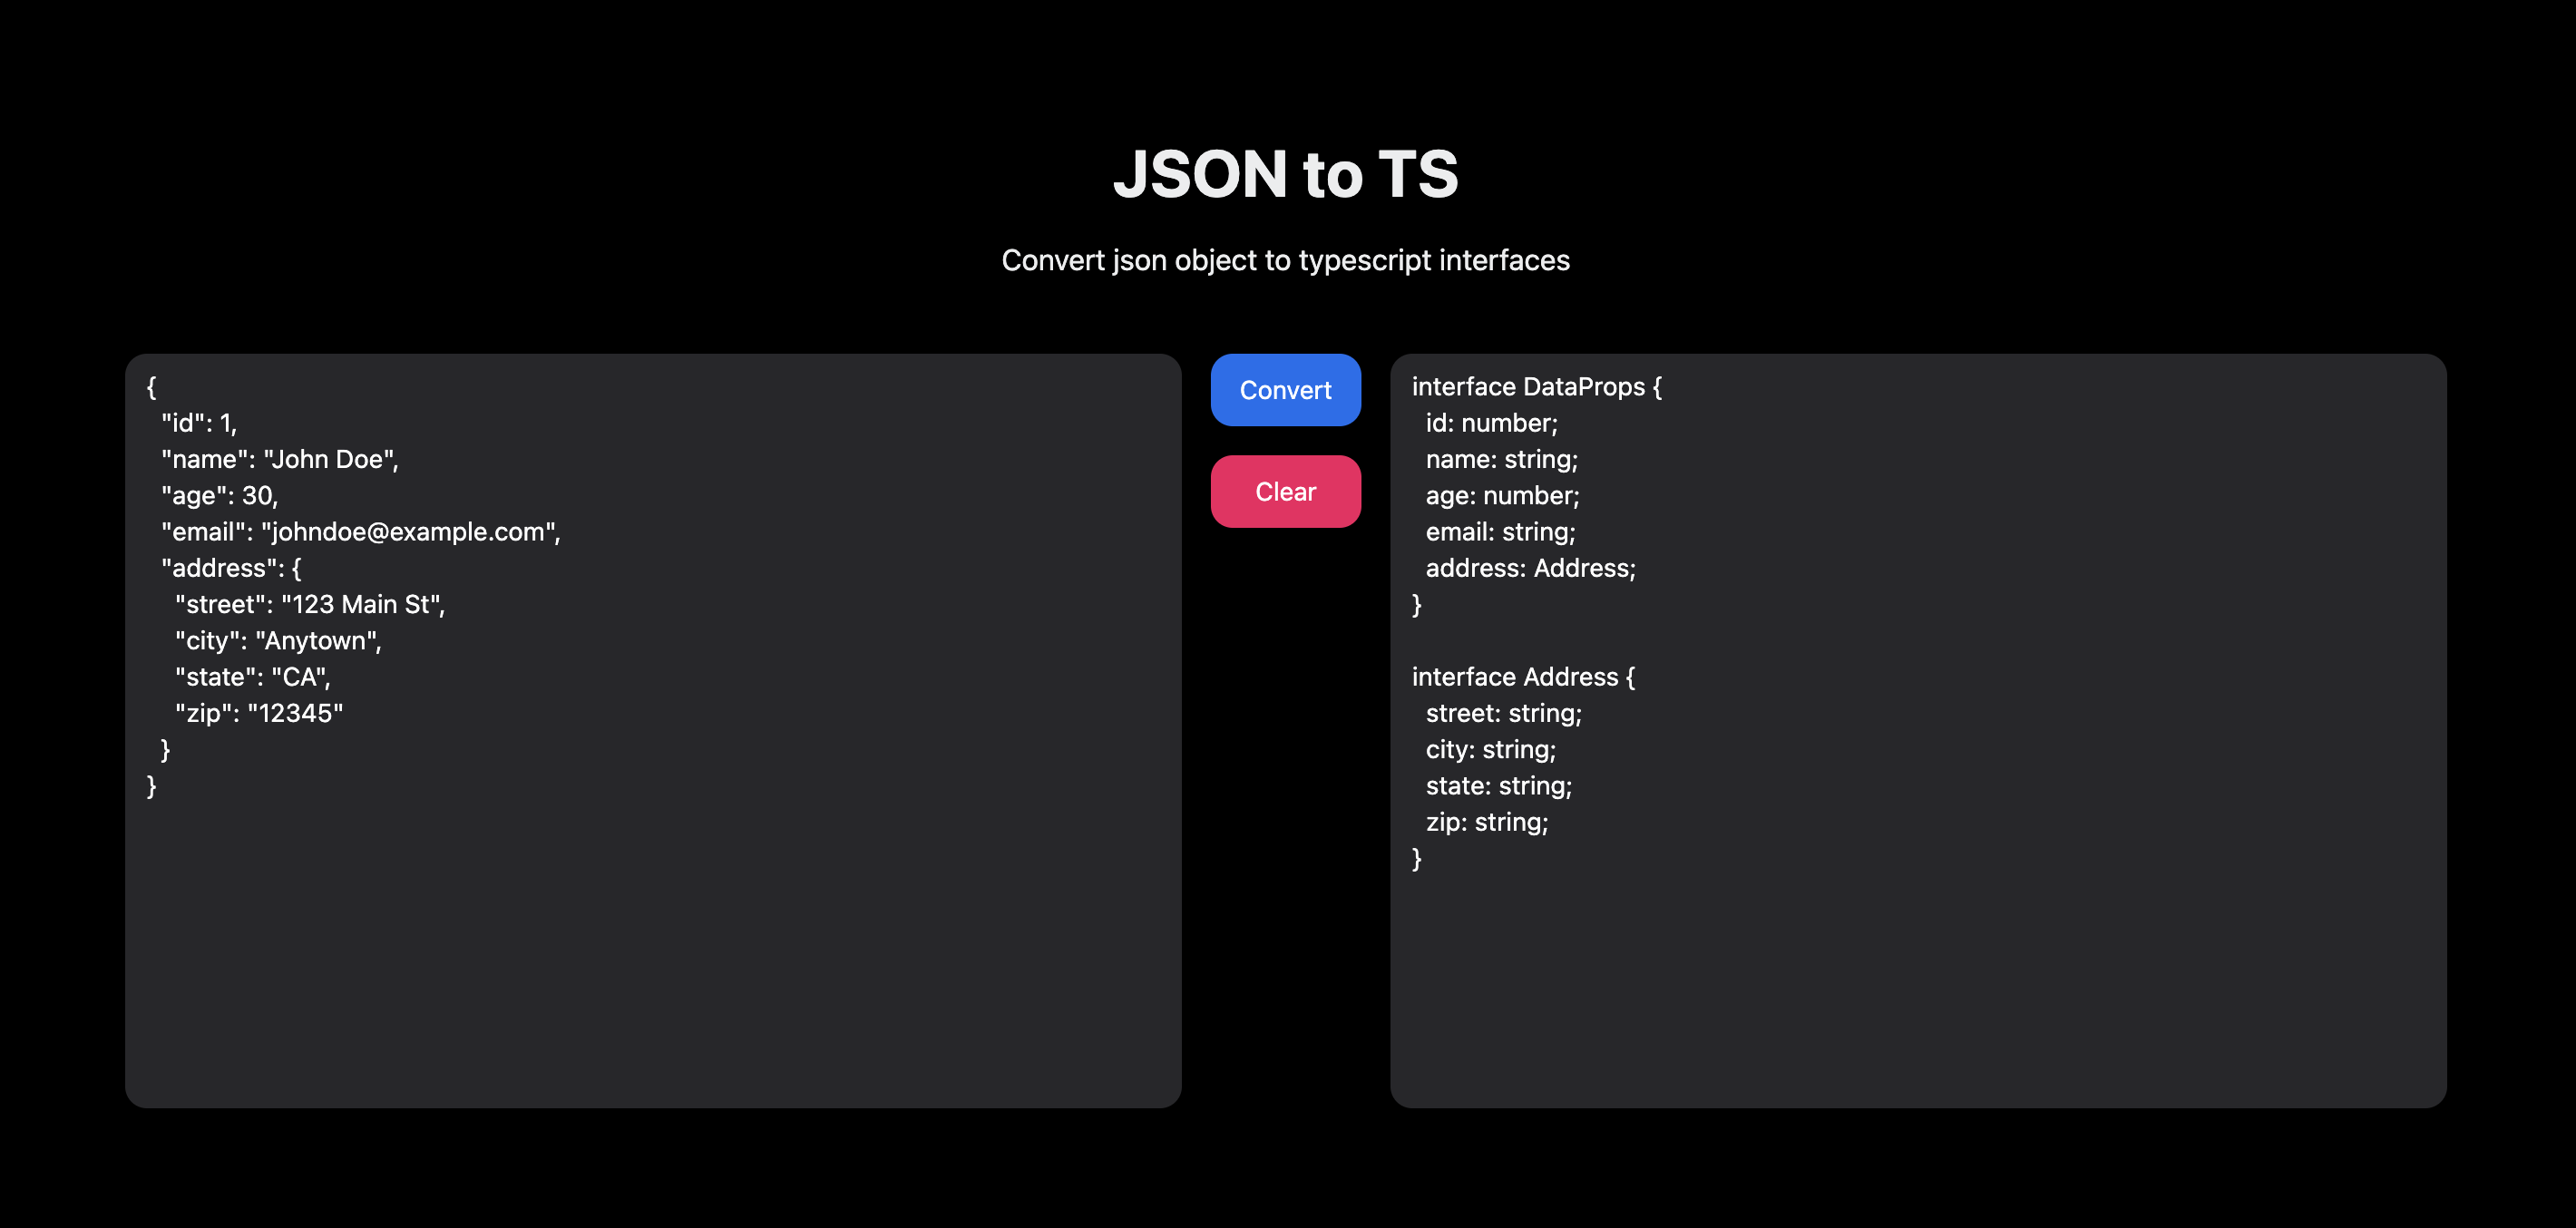 JSON to TS
Convert json object to typescript interfaces
{
"id": 1,
"name": "John Doe",
"age": 30,
"email": "johndoe@example.com",
"address": {
"street": "123 Main St",
"city": "Anytown",
"state": "CA",
"zip": "12345"
}
}
Convert
Clear
interface DataProps {
id: number;
name: string;
age: number;
email: string;
address: Address;
}
interface Address {
street: string;
city: string;
state: string;
zip: string;
}